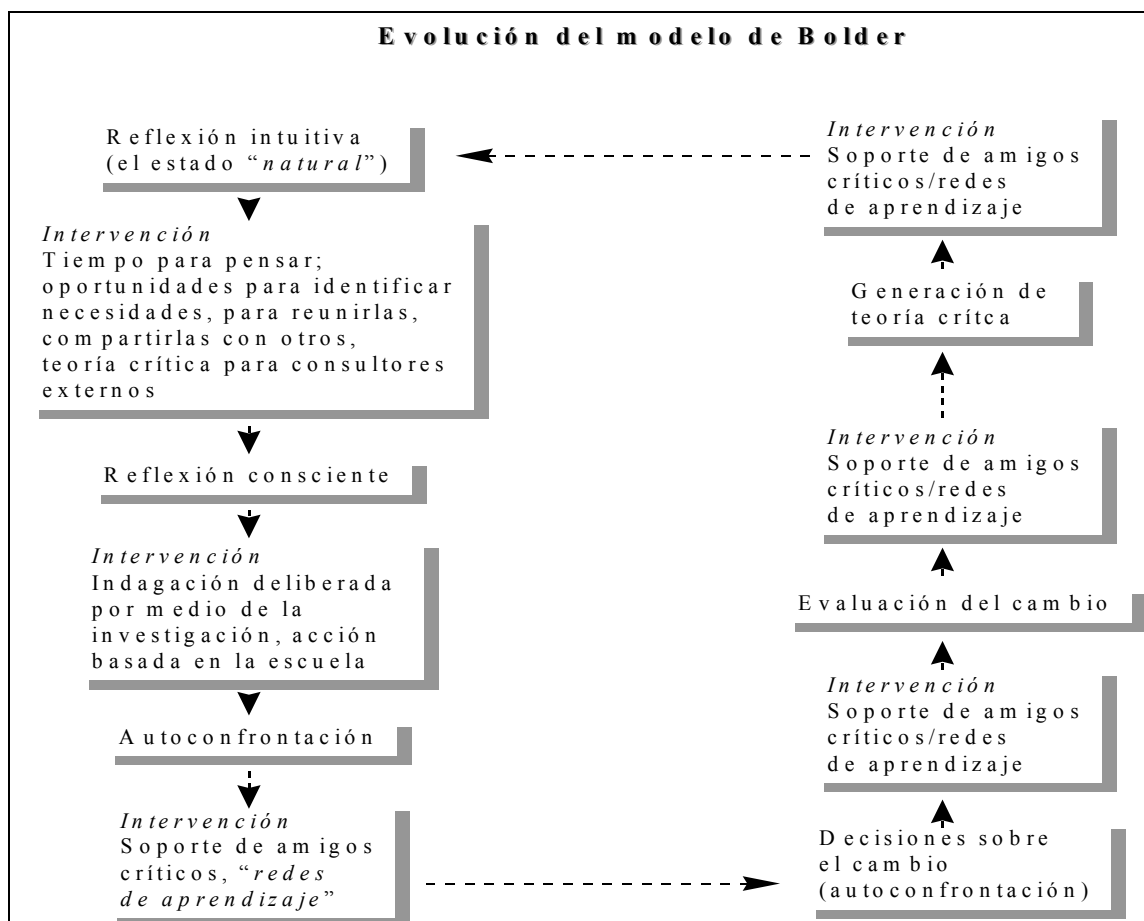 Evolución del modelo de Bolder
Reflexión intuitiva
(el estado “natural”)
Intervención
Tiempo para pensar;
oportunidades para identificar
necesidades, para reunirlas,
compartirlas con otros,
teoría crítica para consultores
externos
Reflexión consciente
Intervención
Indagación deliberada
por medio de la
investigación, acción
basada en la escuela
Autoconfrontación
Intervención
Soporte de amigos
críticos, “redes
de aprendizaje”
Decisiones sobre
el cambio
(autoconfrontación)
Intervención
Soporte de amigos
críticos/redes
de aprendizaje
Evaluación del cambio
Intervención
Soporte de amigos
críticos/redes
de aprendizaje
Generación de
teoría crítca
Intervención
Soporte de amigos
críticos/redes
de aprendizaje